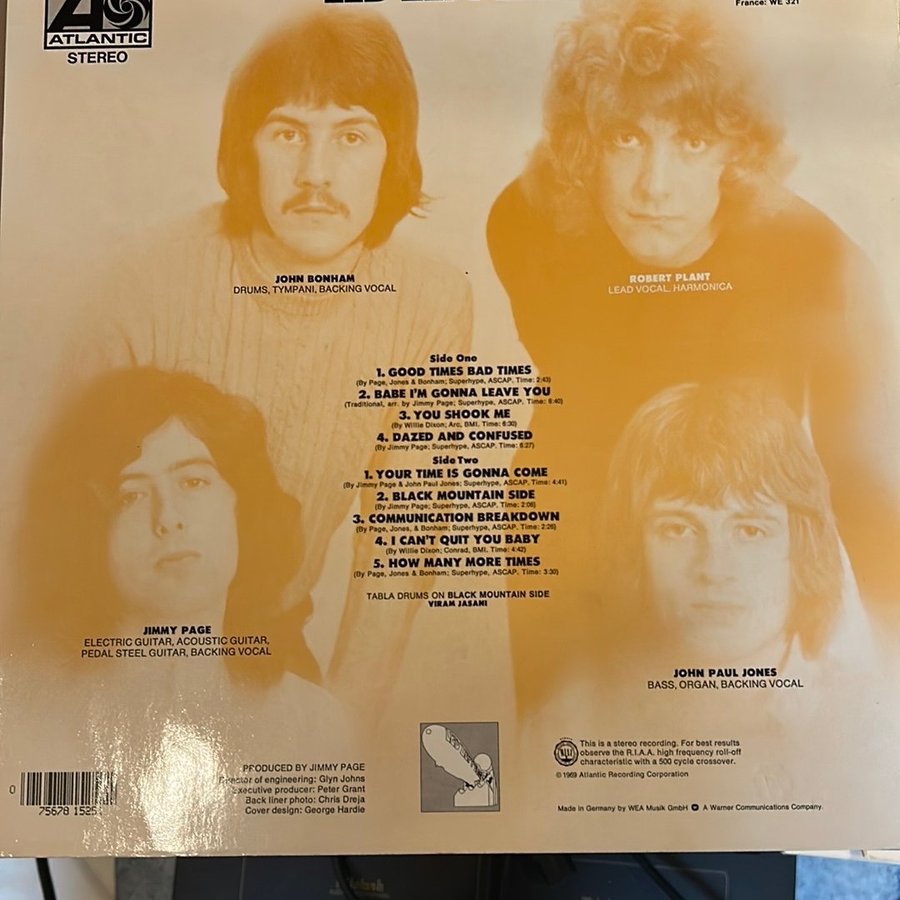 ATLANTIC
STEREO
France: WE 321
JOHN BONHAM
DRUMS, TYMPANI, BACKING VOCAL
ROBERT PLANT
LEAD VOCAL. HARMONICA
Side One
1. GOOD TIMES BAD TIMES
(By Page, Jones & Bonham; Superhype, ASCAP. Time: 2:43)
2. BABE I'M GONNA LEAVE YOU
(Traditional, arr. by Jimmy Page; Superhype, ASCAP. Time: 6:40)
3. YOU SHOOK ME
(By Willie Dixon; Arc, BMI. Time: 6:30)
4. DAZED AND CONFUSED
(By Jimmy Page; Superhype, ASCAP. Time: 6:27)
Side Two
1. YOUR TIME IS GONNA COME
(By Jimmy Page & John Paul Jones; Superhype, ASCAP. Time: 4:41)
2. BLACK MOUNTAIN SIDE
(By Jimmy Page; Superhype, ASCAP. Time: 2:06)
3. COMMUNICATION BREAKDOWN
(By Page, Jones, & Bonham; Superhype, ASCAP. Time: 2:26)
4. I CAN'T QUIT YOU BABY
(By Willie Dixon; Conrad, BMI. Time: 4:42)
5. HOW MANY MORE TIMES
(By Page, Jones & Bonham; Superhype, ASCAP. Time: 3:30)
TABLA DRUMS ON BLACK MOUNTAIN SIDE
VIRAM JASANI
JIMMY PAGE
ELECTRIC GUITAR, ACOUSTIC GUITAR,
PEDAL STEEL GUITAR, BACKING VOCAL
JOHN PAUL JONES
BASS, ORGAN, BACKING VOCAL
PRODUCED BY JIMMY PAGE
Director of engineering: Glyn Johns
Executive producer: Peter Grant
Back liner photo: Chris Dreja
Cover design: George Hardie
0 75678 1525
This is a stereo recording. For best results
observe the R.I.A.A. high frequency roll-off
characteristic with a 500 cycle crossover.
© 1969 Atlantic Recording Corporation
Made in Germany by WEA Musik GmbH A Warner Communications Company.